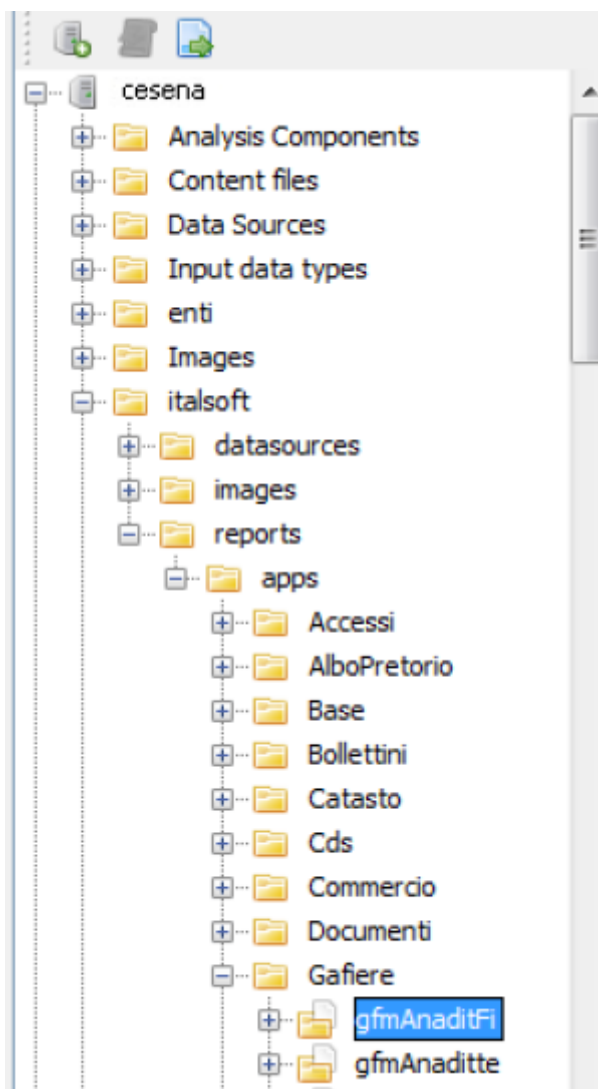 cesena
Analysis Components
Content files
Data Sources
Input data types
enti
Images
italsoft
datasources
images
reports
apps
Accessi
AlboPretorio
Base
Bollettini
Catasto
Cds
Commercio
Documenti
Gafiere
gfmAnaditFi
gfmAnaditte